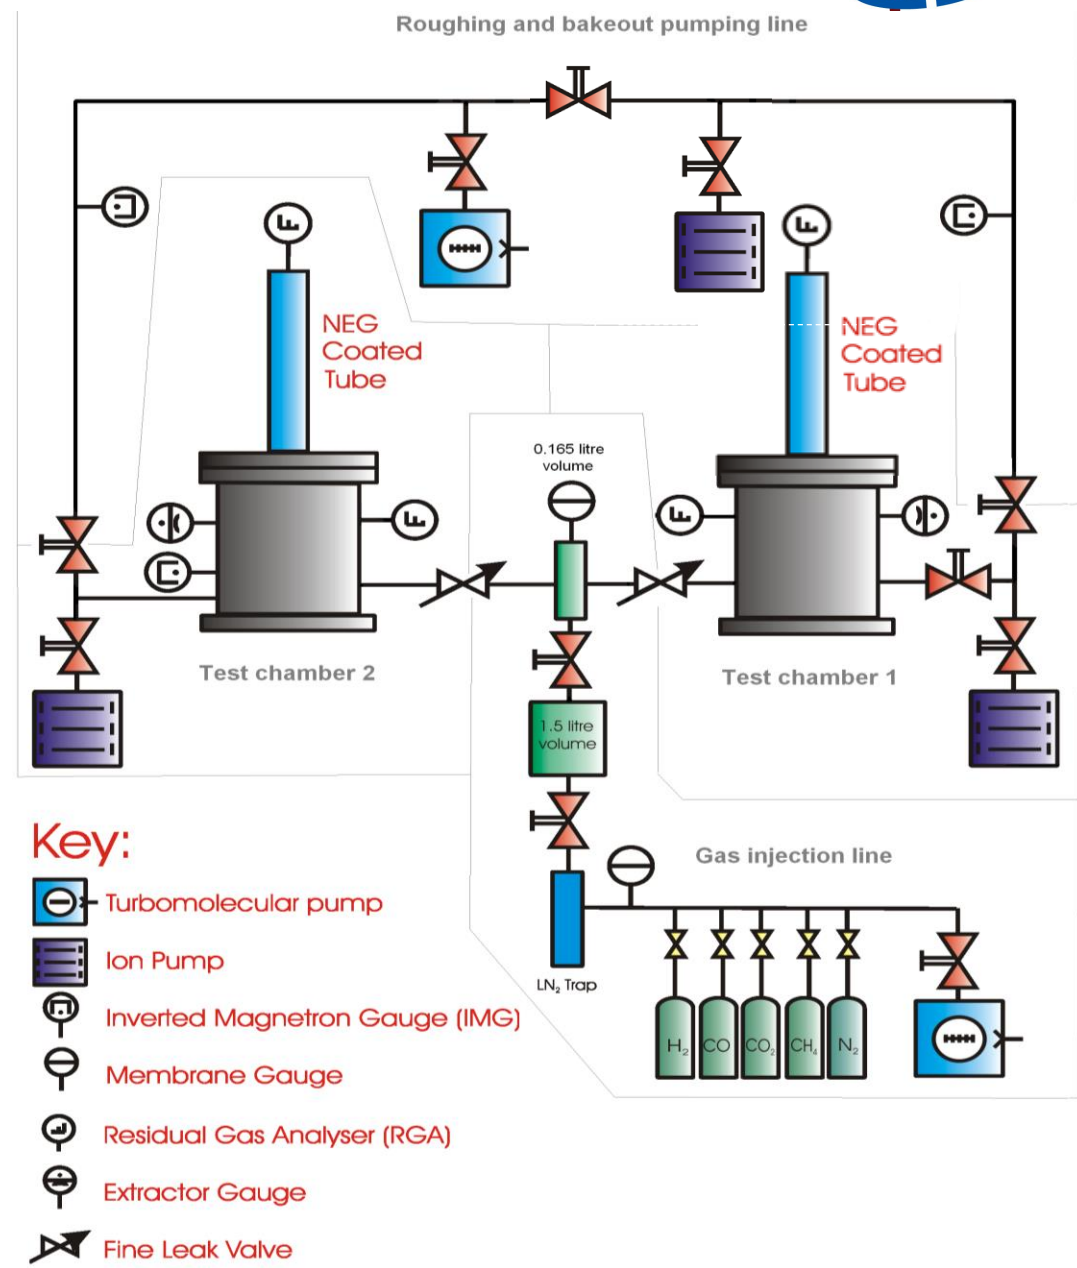 Roughing and bakeout pumping line
NEG
Coated
Tube
NEG
Coated
Tube
0.165 litre
volume
Test chamber 2
Test chamber 1
1.5 litre
volume
Gas injection line
LN₂ Trap
H₂
CO
CO₂
CH₄
N₂
Key:
Turbomolecular pump
Ion Pump
Inverted Magnetron Gauge (IMG)
Membrane Gauge
Residual Gas Analyser (RGA)
Extractor Gauge
Fine Leak Valve